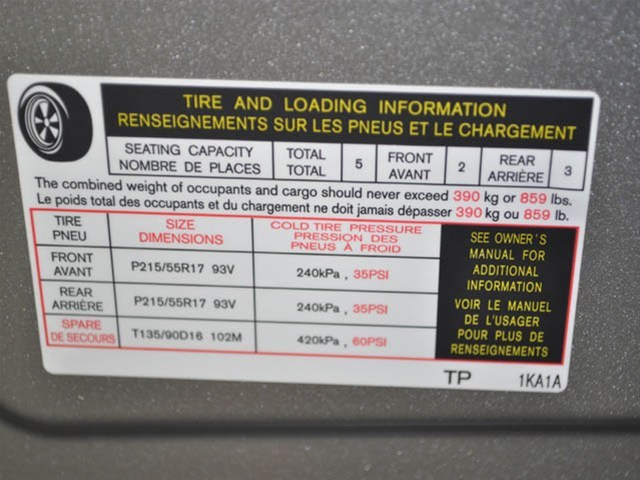 TIRE AND LOADING INFORMATION
RENSEIGNEMENTS SUR LES PNEUS ET LE CHARGEMENT
SEATING CAPACITY TOTAL 5 FRONT 2 REAR 3
NOMBRE DE PLACES TOTAL AVANT ARRIÈRE
The combined weight of occupants and cargo should never exceed 390 kg or 859 lbs.
Le poids total des occupants et du chargement ne doit jamais dépasser 390 kg ou 859 lb.
TIRE SIZE COLD TIRE PRESSURE
PNEU DIMENSIONS PRESSION DES
PNEUS À FROID
FRONT
AVANT P215/55R17 93V 240kPa , 35PSI
REAR
ARRIÈRE P215/55R17 93V 240kPa , 35PSI
SPARE
DE SECOURS T135/90D16 102M 420kPa , 60PSI
SEE OWNER'S
MANUAL FOR
ADDITIONAL
INFORMATION
VOIR LE MANUEL
DE L'USAGER
POUR PLUS DE
RENSEIGNEMENTS
TP 1KA1A